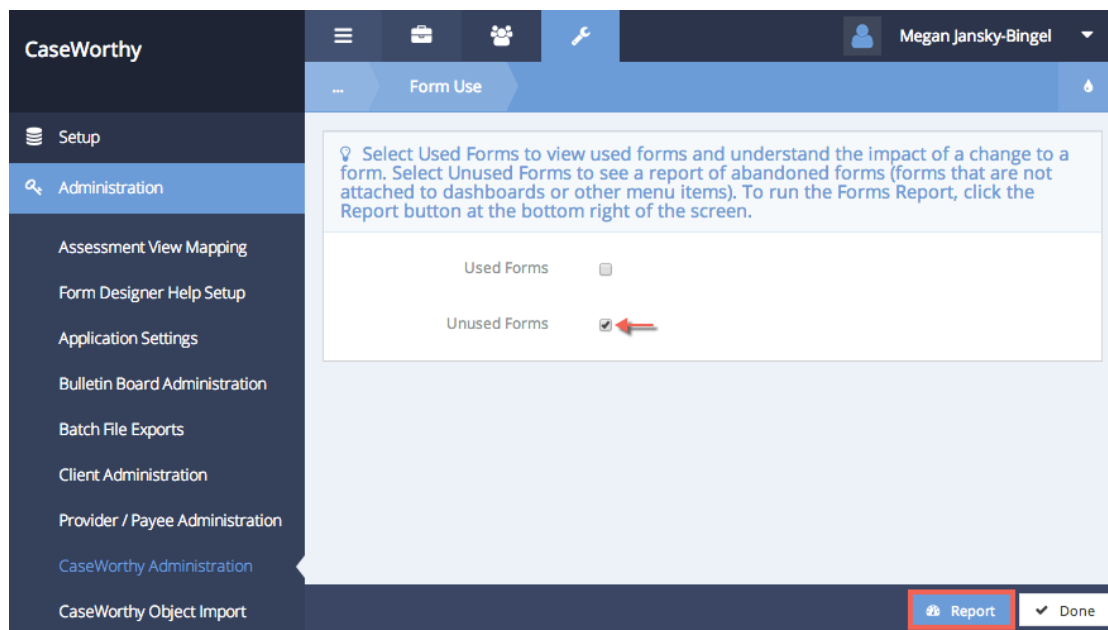 CaseWorthy
Megan Jansky-Bingel
... Form Use
Setup
Administration
Assessment View Mapping
Form Designer Help Setup
Application Settings
Bulletin Board Administration
Batch File Exports
Client Administration
Provider / Payee Administration
CaseWorthy Administration
CaseWorthy Object Import
Select Used Forms to view used forms and understand the impact of a change to a
form. Select Unused Forms to see a report of abandoned forms (forms that are not
attached to dashboards or other menu items). To run the Forms Report, click the
Report button at the bottom right of the screen.
Used Forms
Unused Forms
Report
Done